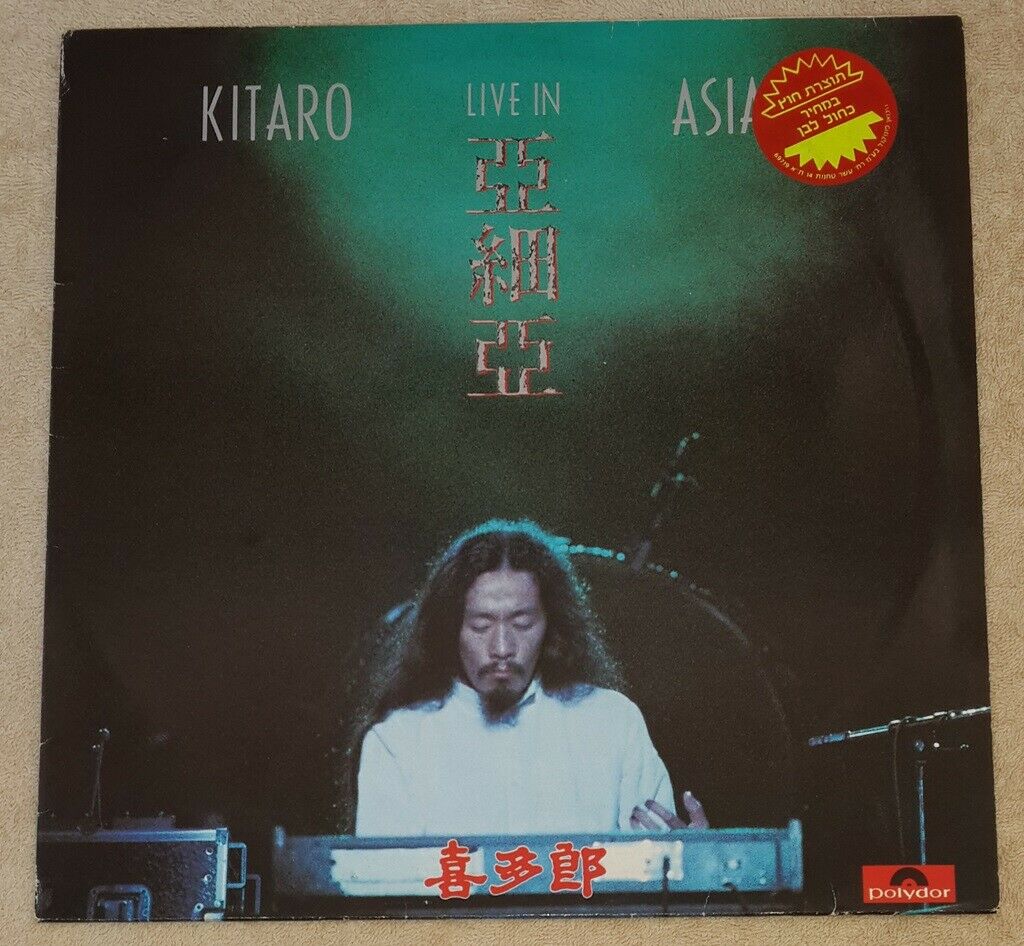 KITARO
LIVE IN
ASIA
亞
細
亞
תוצרת חוץ
במחיר
כחול לבן
喜多郎
polydor